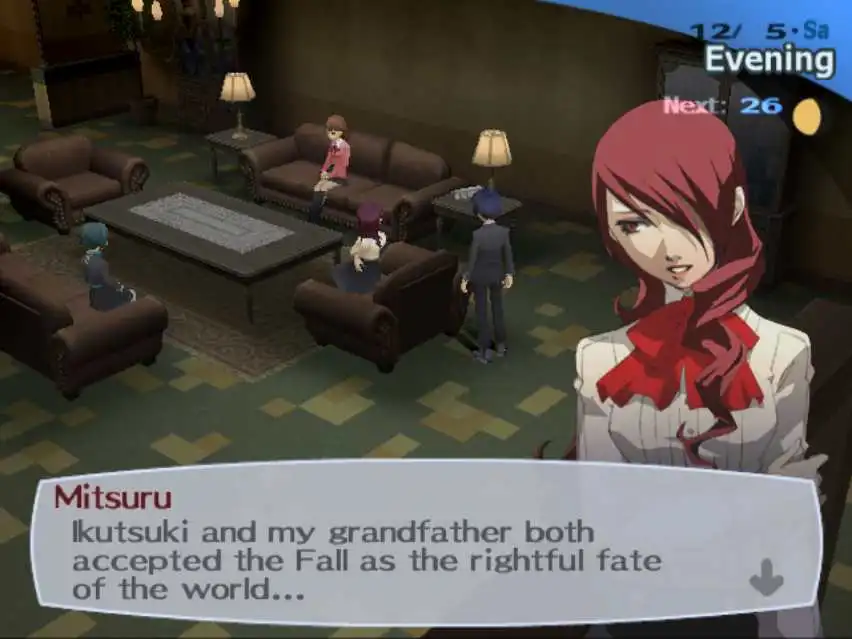 12/ 5・Sa
Evening
Next: 26
Mitsuru
Ikutsuki and my grandfather both
accepted the Fall as the rightful fate
of the world...